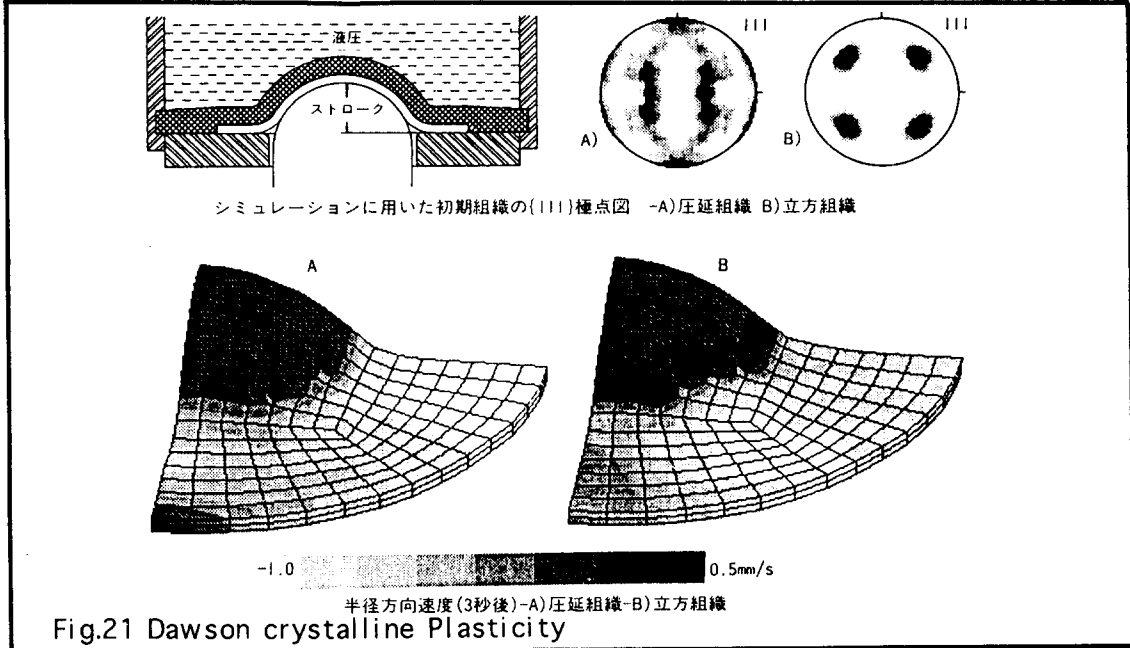 液圧
ストローク
111
111
A)
B)
シミュレーションに用いた初期組織の{111}極点図 -A)圧延組織 B)立方組織
A
B
-1.0
0.5mm/s
半径方向速度(3秒後)-A)圧延組織-B)立方組織
Fig.21 Dawson crystalline Plasticity